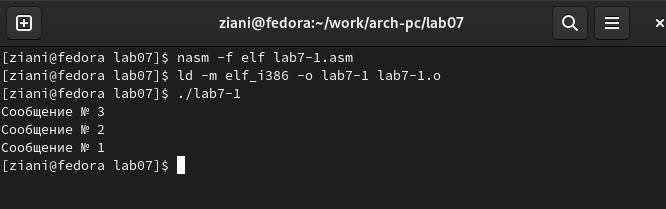 ziani@fedora:~/work/arch-pc/lab07
[ziani@fedora lab07]$ nasm -f elf lab7-1.asm
[ziani@fedora lab07]$ ld -m elf_i386 -o lab7-1 lab7-1.o
[ziani@fedora lab07]$ ./lab7-1
Сообщение № 3
Сообщение № 2
Сообщение № 1
[ziani@fedora lab07]$